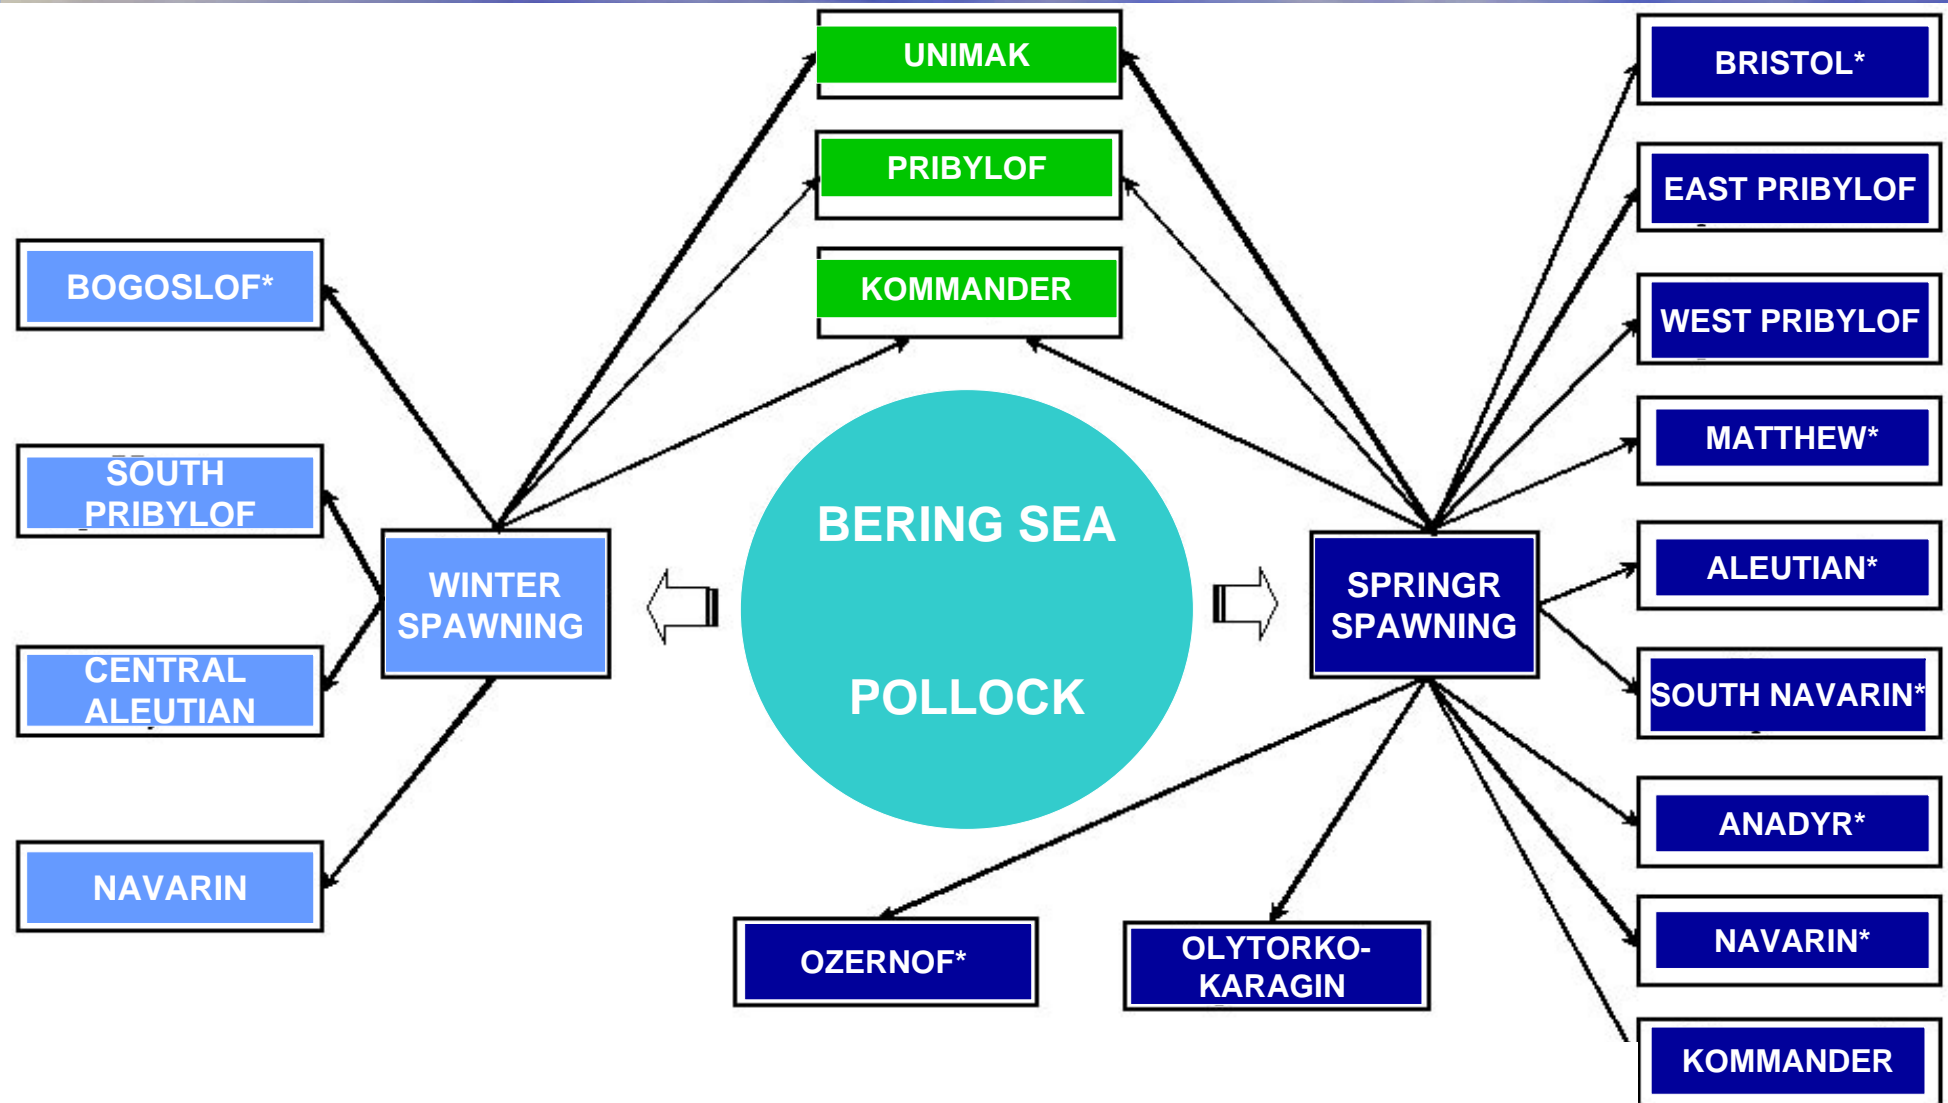 UNIMAK
PRIBYLOF
KOMMANDER
BOGOSLOF*
SOUTH
PRIBYLOF
CENTRAL
ALEUTIAN
NAVARIN
WINTER
SPAWNING
BERING SEA
POLLOCK
SPRINGR
SPAWNING
BRISTOL*
EAST PRIBYLOF
WEST PRIBYLOF
MATTHEW*
ALEUTIAN*
SOUTH NAVARIN*
ANADYR*
NAVARIN*
KOMMANDER
OZERNOF*
OLYTORKO-
KARAGIN